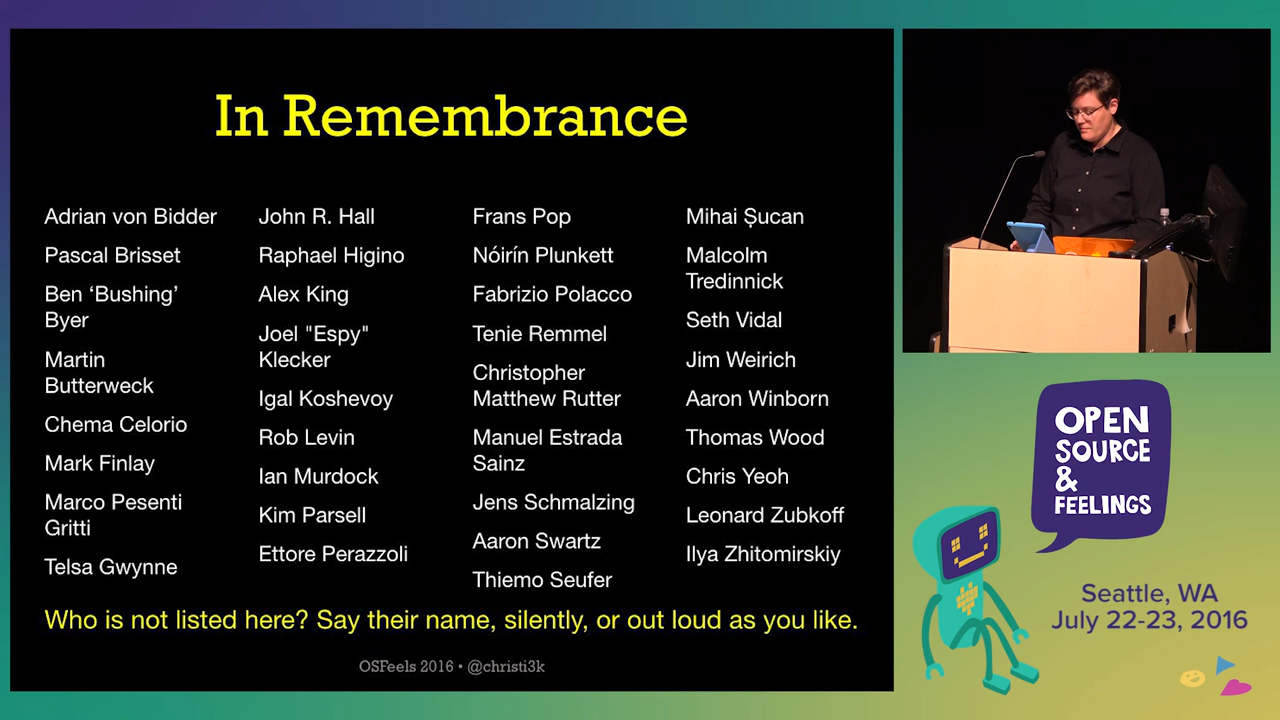 In Remembrance
Adrian von Bidder
Pascal Brisset
Ben ‘Bushing’
Byer
Martin
Butterweck
Chema Celorio
Mark Finlay
Marco Pesenti
Gritti
Telsa Gwynne
John R. Hall
Raphael Higino
Alex King
Joel "Espy"
Klecker
Igal Koshevoy
Rob Levin
Ian Murdock
Kim Parsell
Ettore Perazzoli
Frans Pop
Nóirín Plunkett
Fabrizio Polacco
Tenie Remmel
Christopher
Matthew Rutter
Manuel Estrada
Sainz
Jens Schmalzing
Aaron Swartz
Thiemo Seufer
Mihai Șucan
Malcolm
Tredinnick
Seth Vidal
Jim Weirich
Aaron Winborn
Thomas Wood
Chris Yeoh
Leonard Zubkoff
Ilya Zhitomirskiy
Who is not listed here? Say their name, silently, or out loud as you like.
OSFeels 2016 • @christi3k
OPEN
SOURCE
&
FEELINGS
Seattle, WA
July 22-23, 2016